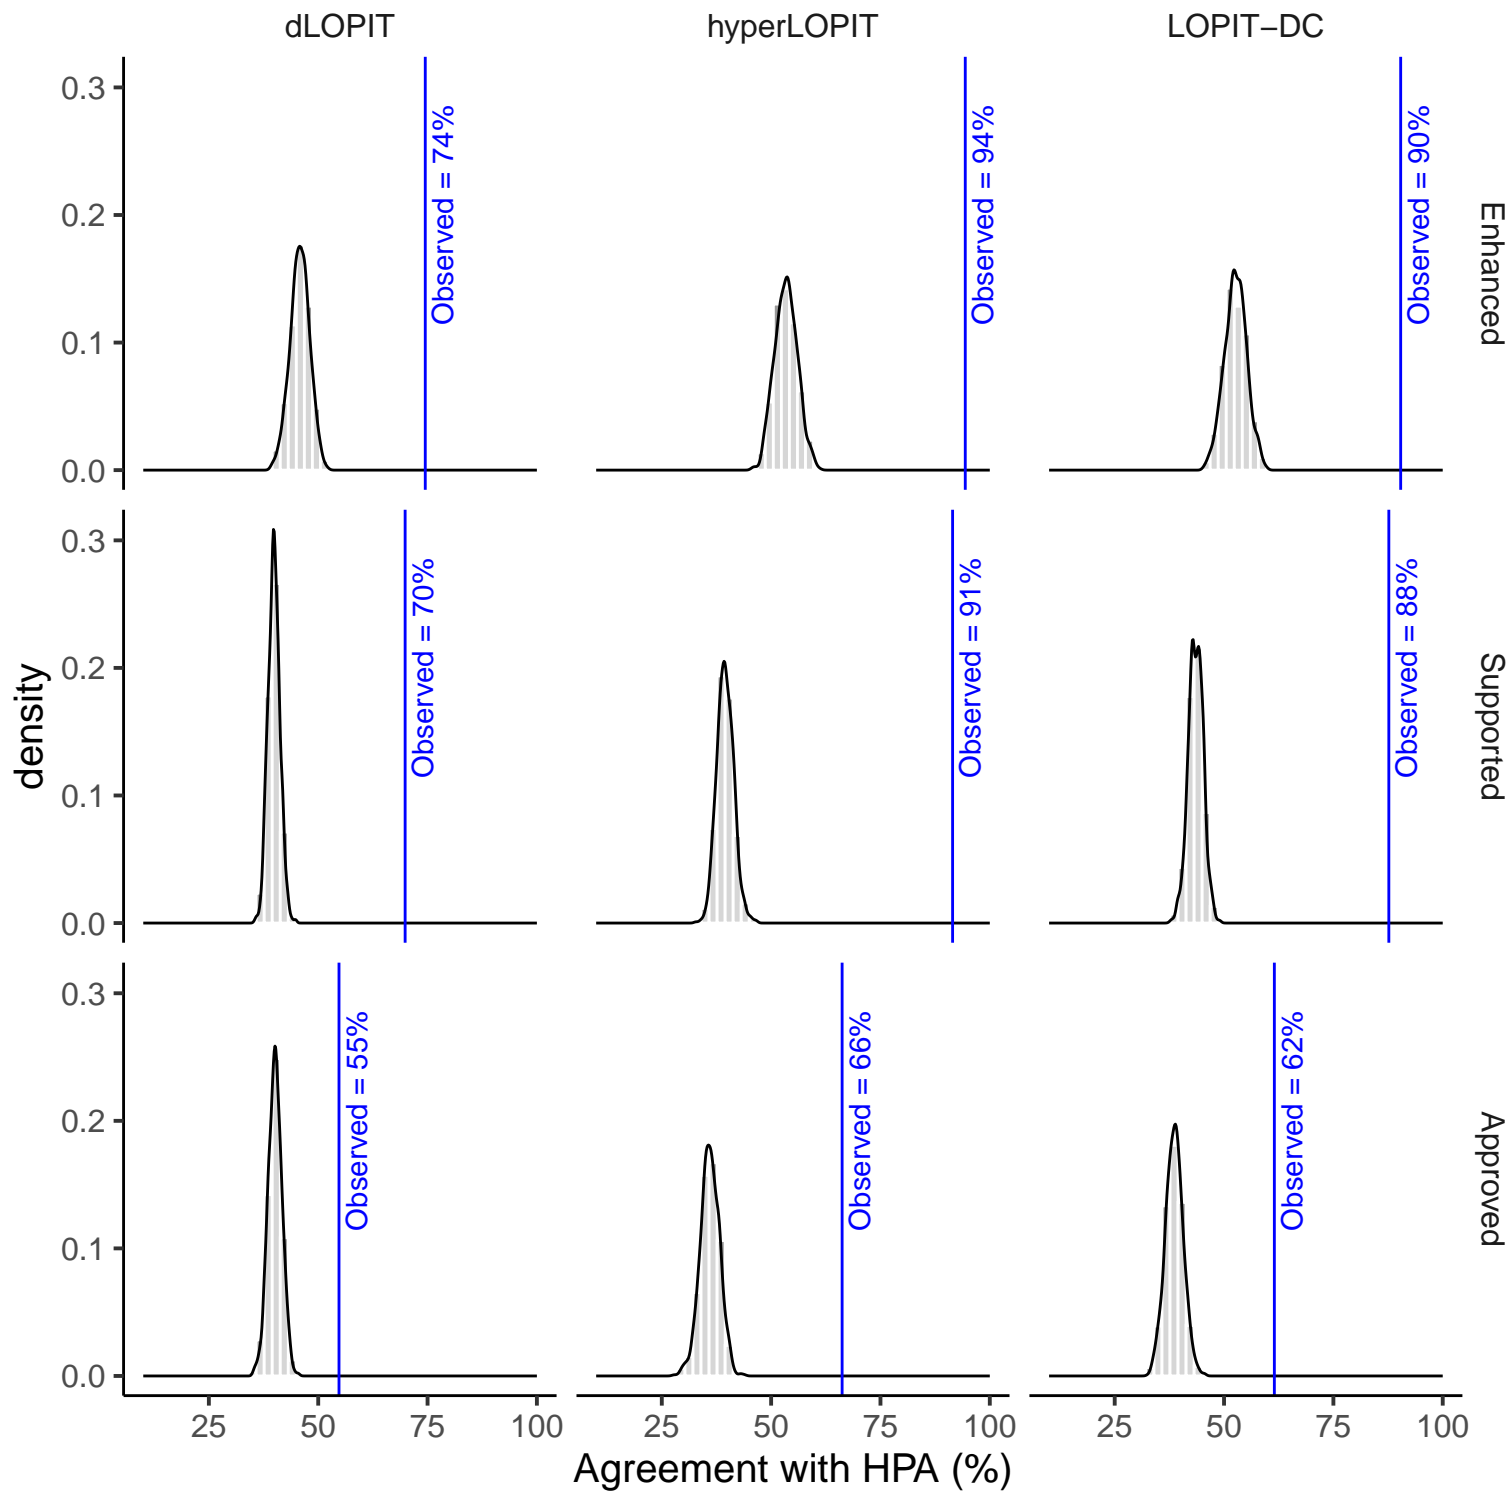 dLOPIT
hyperLOPIT
LOPIT−DC
0.3
0.2
0.1
0.0
Observed = 74%
Observed = 94%
Observed = 90%
Enhanced
0.3
0.2
0.1
0.0
Observed = 70%
Observed = 91%
Observed = 88%
Supported
density
0.3
0.2
0.1
0.0
Observed = 55%
Observed = 66%
Observed = 62%
Approved
25 50 75 100
25 50 75 100
25 50 75 100
Agreement with HPA (%)